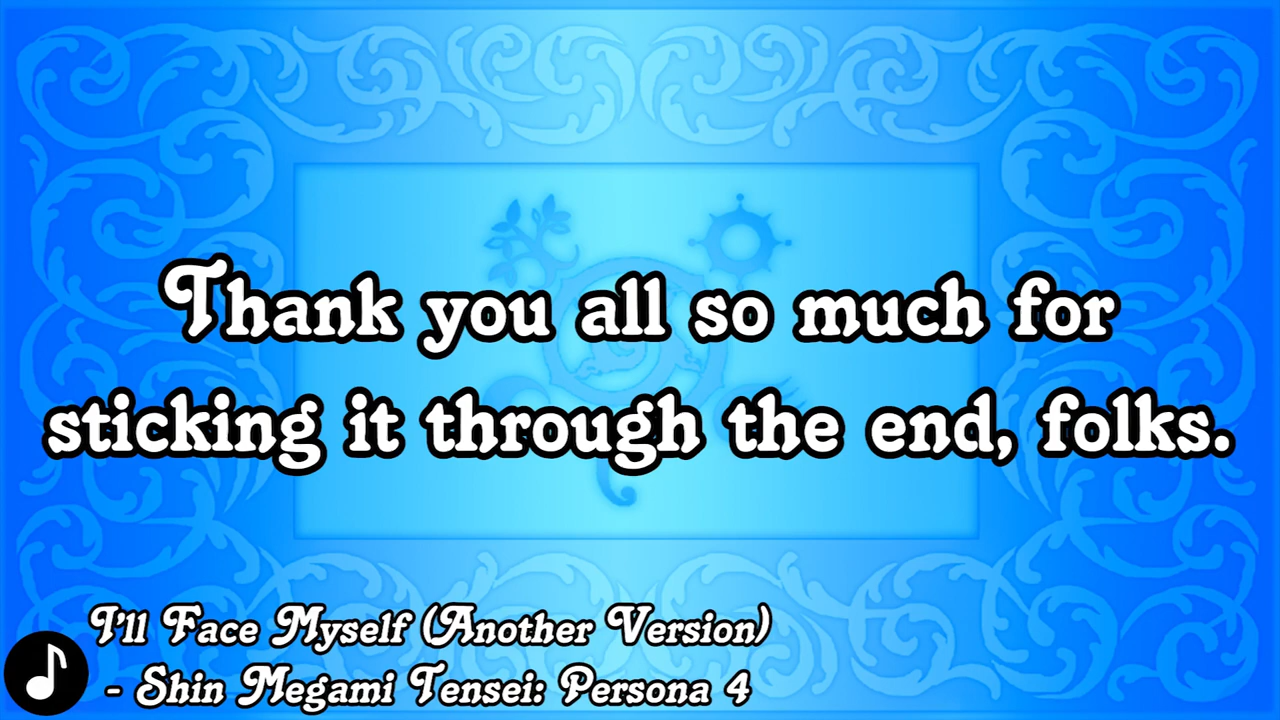 Thank you all so much for
sticking it through the end, folks.
I'll Face Myself (Another Version)
- Shin Megami Tensei: Persona 4